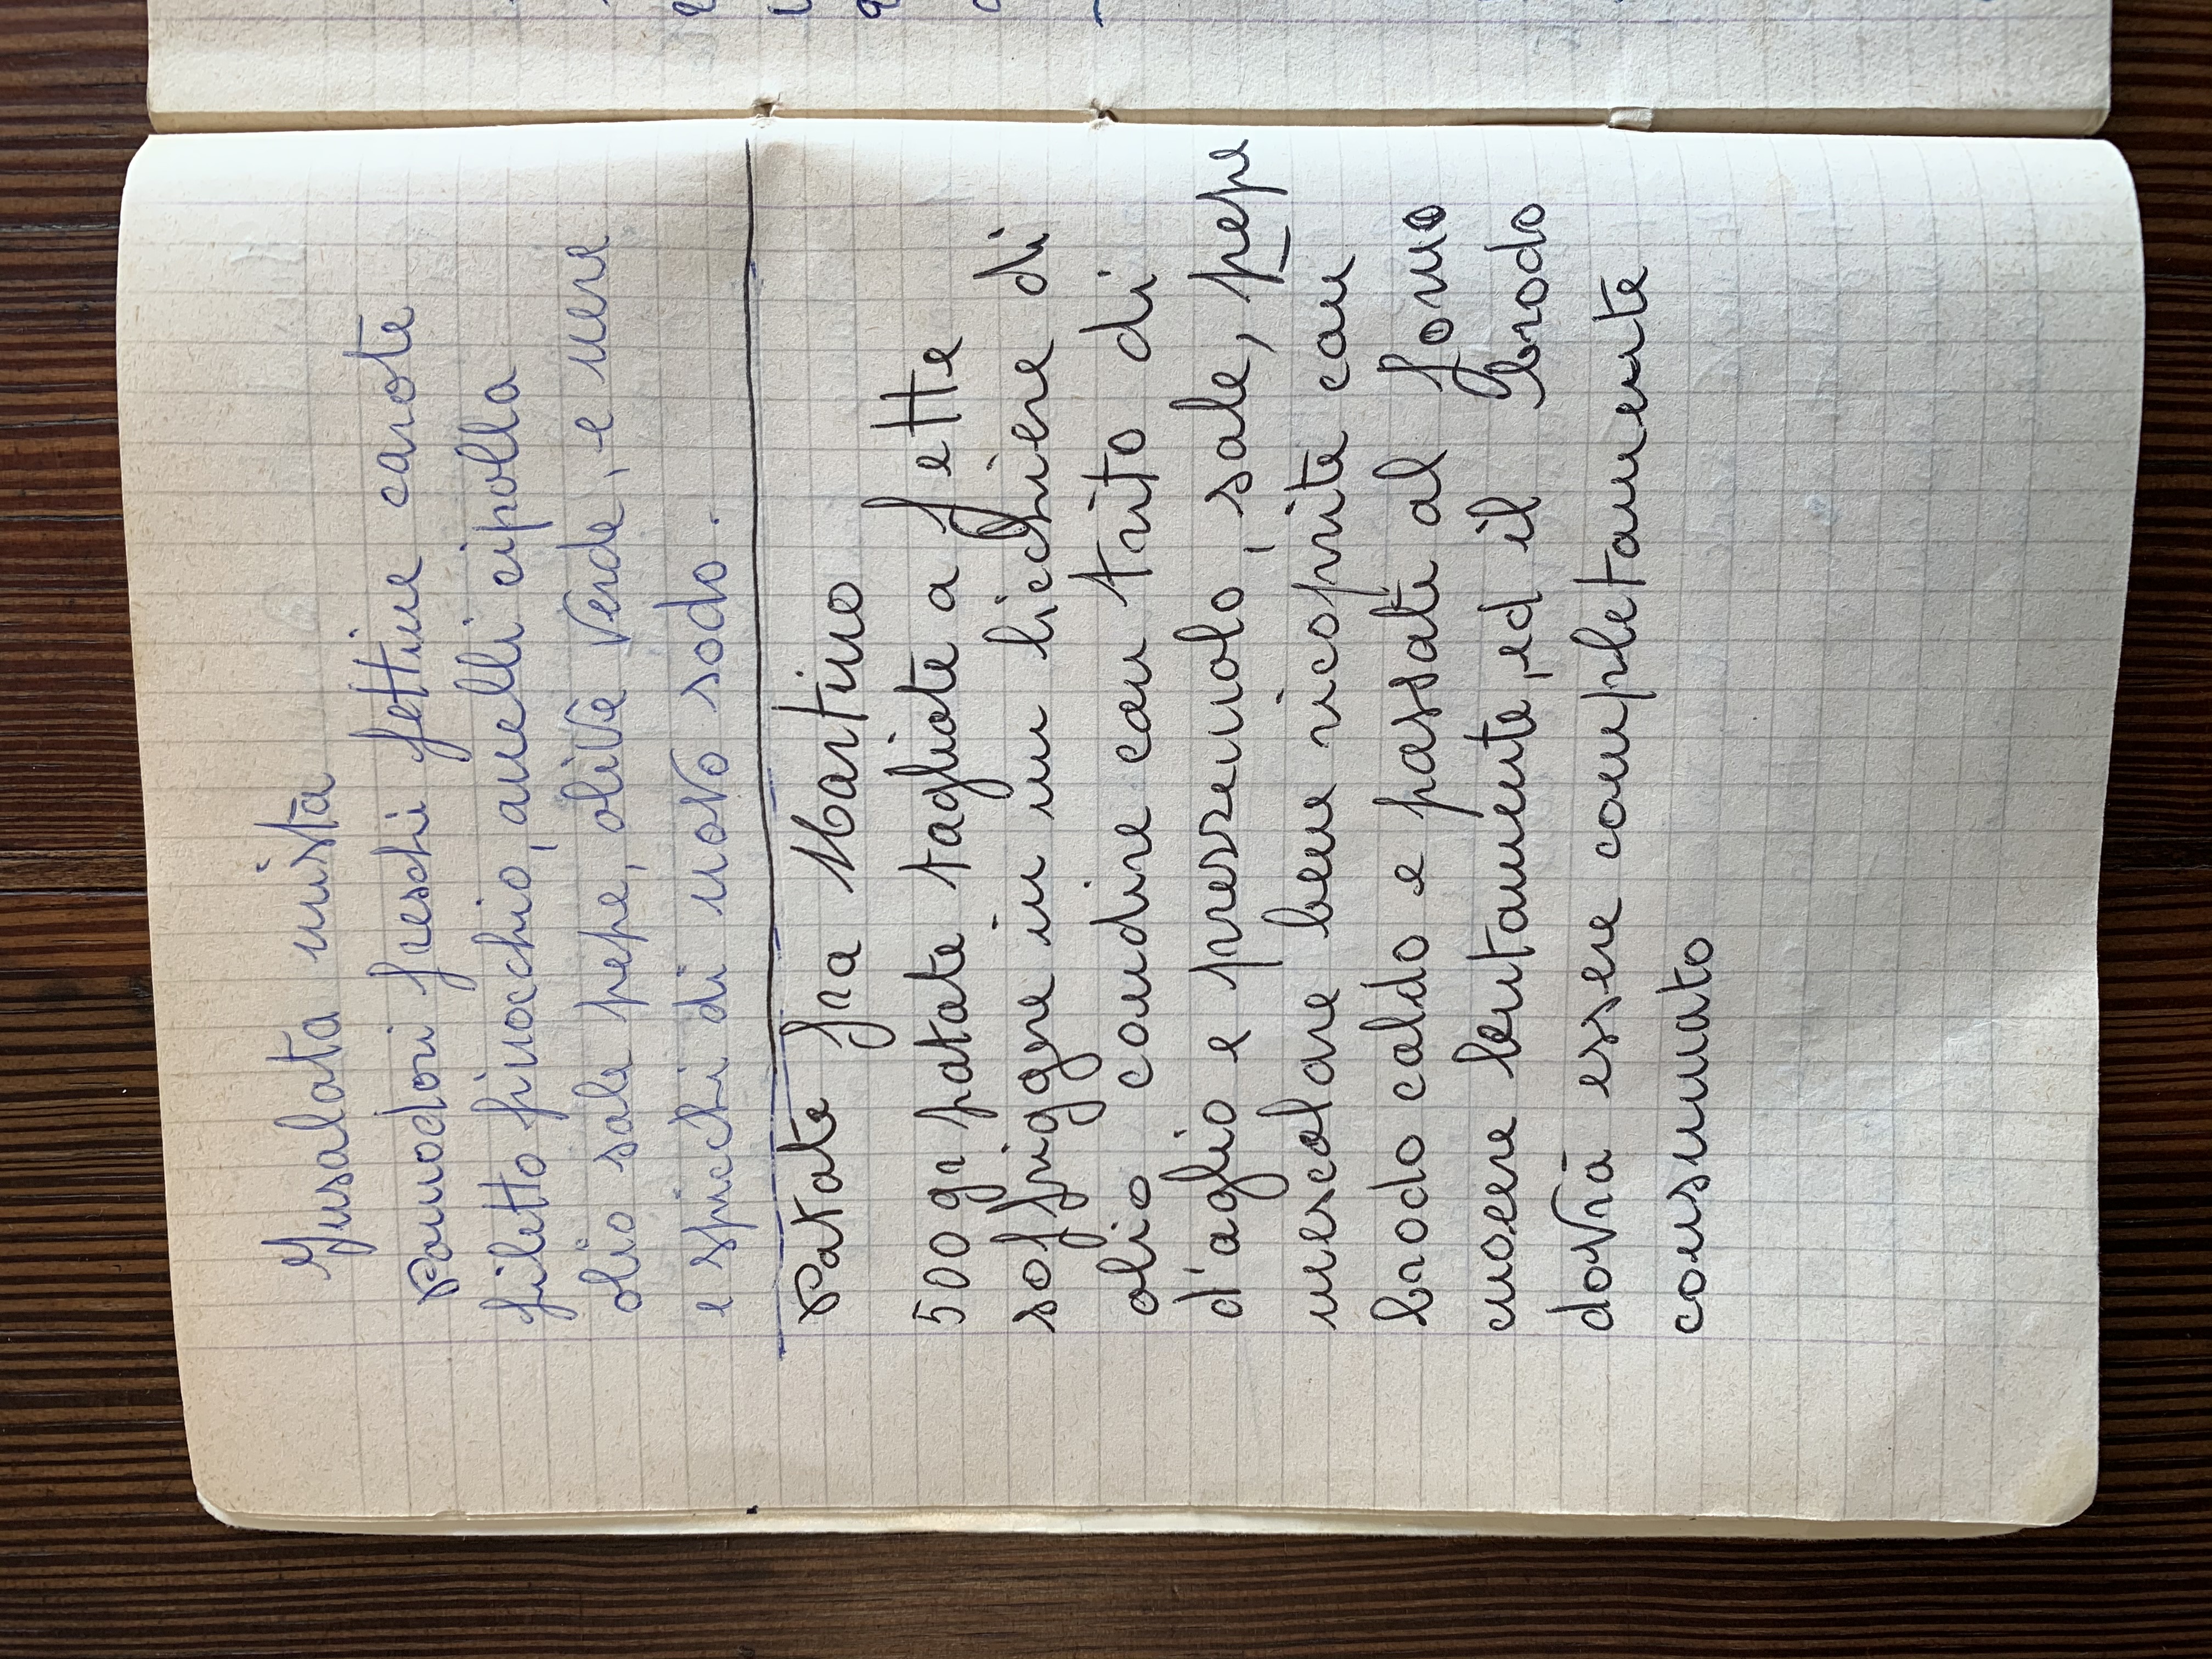 Insalata mista
Pomodori freschi fettine carote
filetto finocchio, anelli cipolla
olio sale pepe, olive verde, e nere
e spicchi di uovo sodo.
Patate fra Martino
500 gr patate tagliate a fette
soffriggere in un bicchiere di
olio condire con trito di
d'aglio e prezzemolo, sale, pepe
mescolare bene ricoprite con
brodo caldo e passate al forno
cuocere lentamente, ed il brodo
dovrà essere completamente
consumato